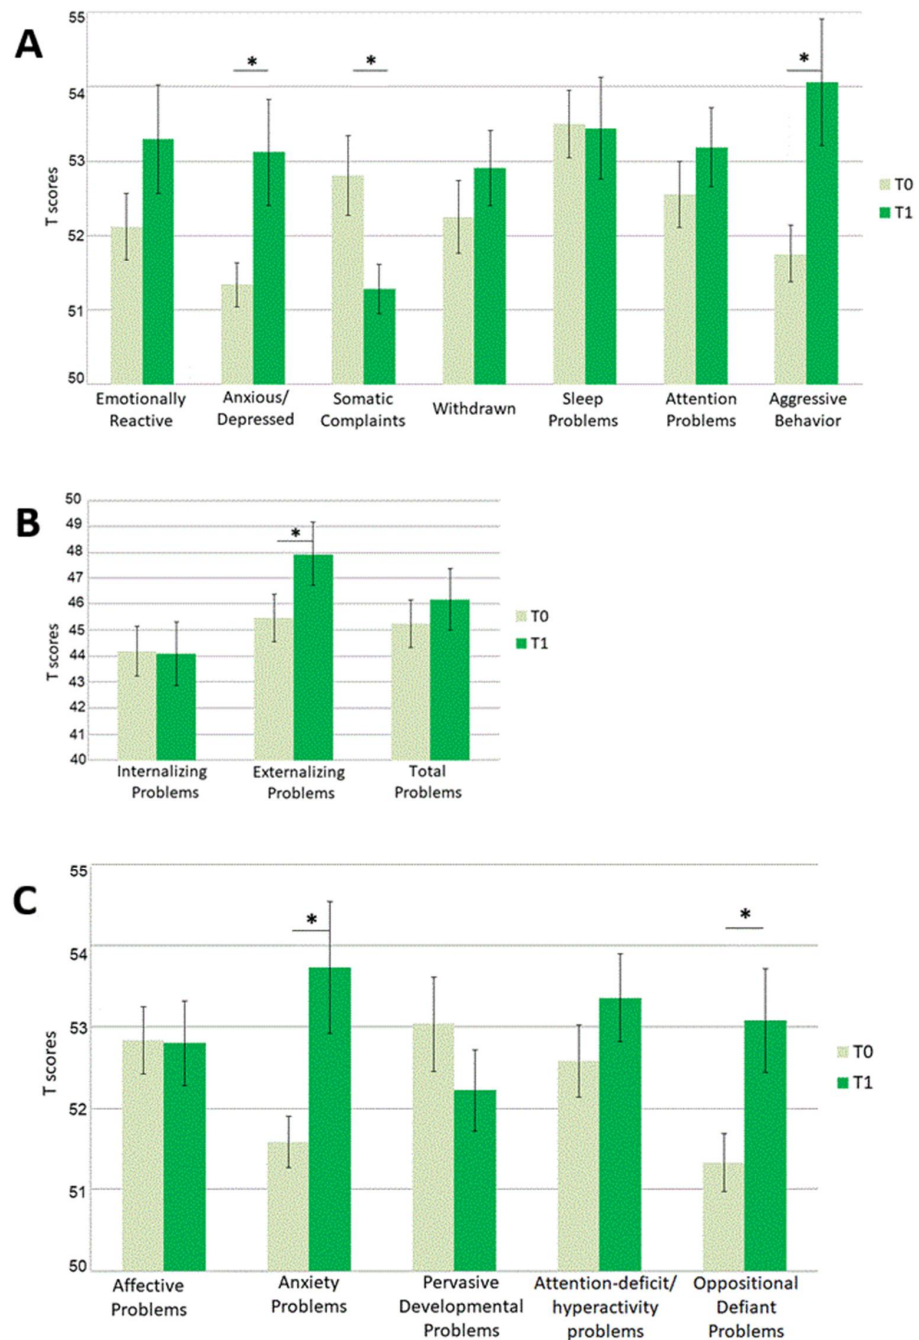 A
55
54
53
52
51
50
T scores
*
*
*
T0
T1
Emotionally
Reactive
Anxious/
Depressed
Somatic
Complaints
Withdrawn
Sleep
Problems
Attention
Problems
Aggressive
Behavior
B
50
49
48
47
46
45
44
43
42
41
40
T scores
*
T0
T1
Internalizing
Problems
Externalizing
Problems
Total
Problems
C
55
54
53
52
51
50
T scores
*
*
T0
T1
Affective
Problems
Anxiety
Problems
Pervasive
Developmental
Problems
Attention-deficit/
hyperactivity
problems
Oppositional
Defiant
Problems